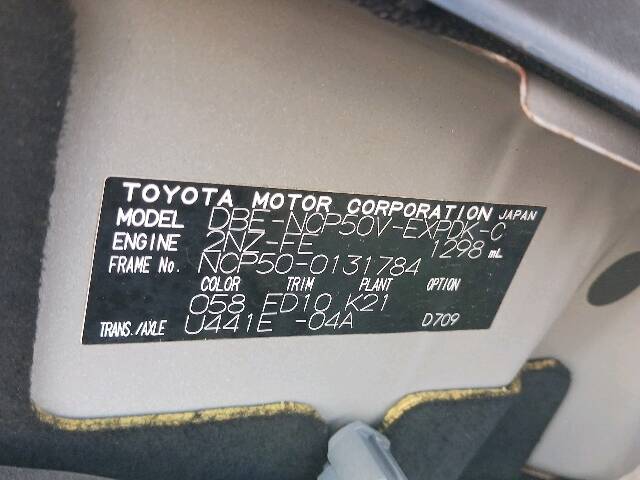 TOYOTA MOTOR CORPORATION JAPAN
MODEL DBE-NCP50V-EXPDK-C
ENGINE 2NZ-FE 1298 mL
FRAME No. NCP50-0131784
COLOR TRIM PLANT OPTION
058 ED10 K21
TRANS./AXLE U441E -04A D709